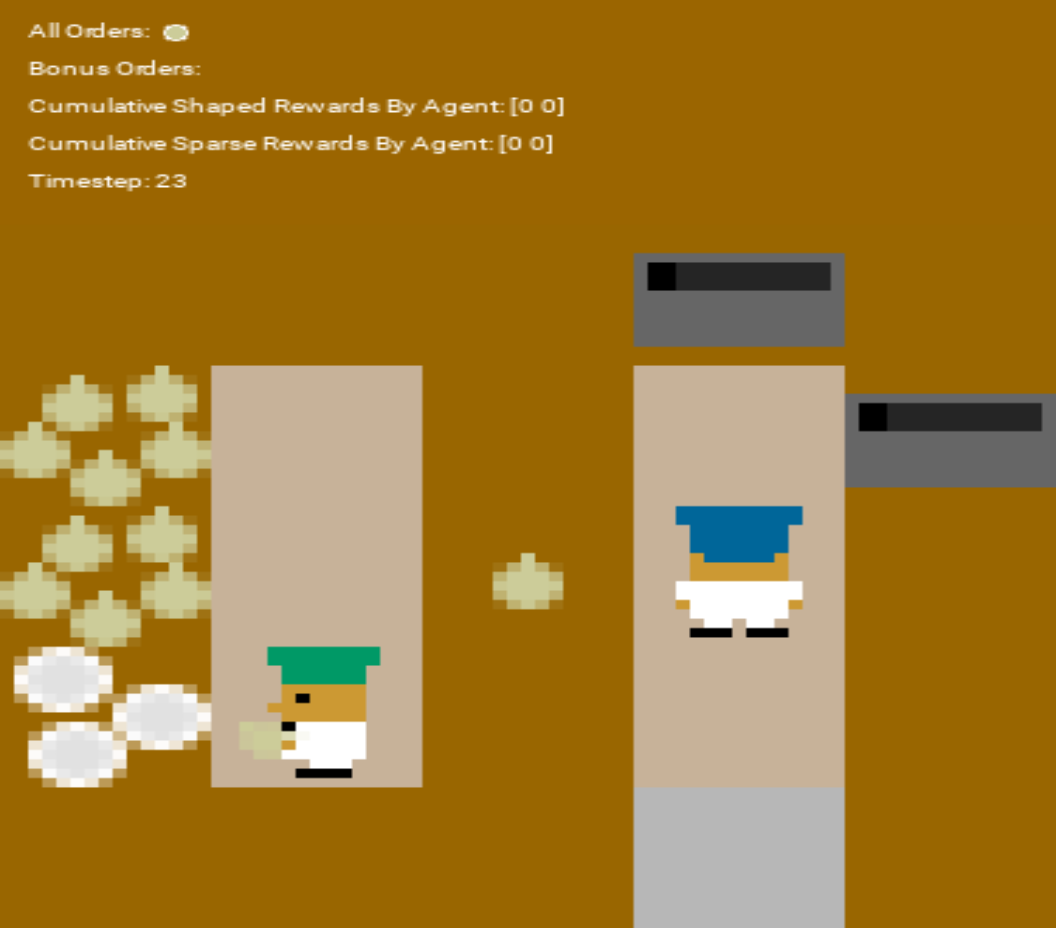 All Orders:
Bonus Orders:
Cumulative Shaped Rewards By Agent: [0 0]
Cumulative Sparse Rewards By Agent: [0 0]
Timestep: 23